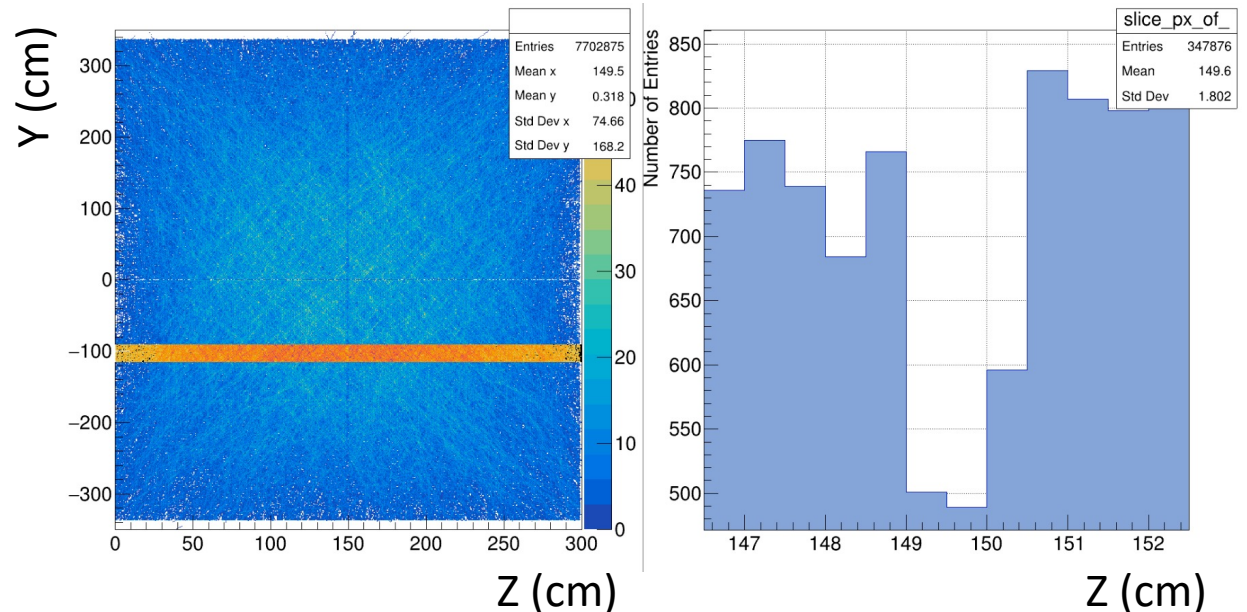 Y (cm)
300
200
100
0
−100
−200
−300
0
50
100
150
200
250
300
Z (cm)
Entries 7702875
Mean x 149.5
Mean y 0.318
Std Dev x 74.66
Std Dev y 168.2
40
30
20
10
0
Number of Entries
850
800
750
700
650
600
550
500
147
148
149
150
151
152
Z (cm)
slice_px_of_
Entries 347876
Mean 149.6
Std Dev 1.802